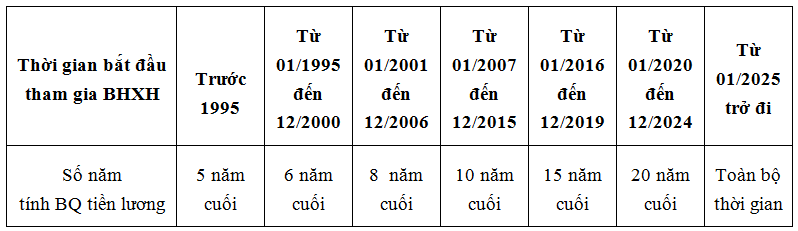 Thời gian bắt đầu
tham gia BHXH
Trước
1995
Từ
01/1995
đến
12/2000
Từ
01/2001
đến
12/2006
Từ
01/2007
đến
12/2015
Từ
01/2016
đến
12/2019
Từ
01/2020
đến
12/2024
Từ
01/2025
trở đi
Số năm
tính BQ tiền lương
5 năm
cuối
6 năm
cuối
8 năm
cuối
10 năm
cuối
15 năm
cuối
20 năm
cuối
Toàn bộ
thời gian